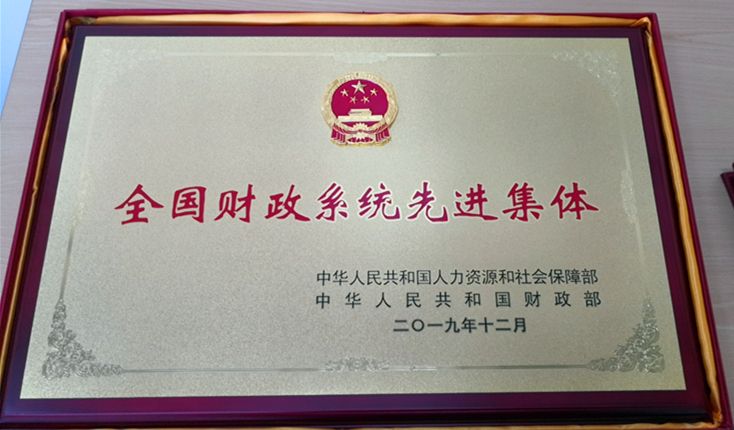 全国财政系统先进集体
中华人民共和国人力资源和社会保障部
中华人民共和国财政部
二〇一九年十二月